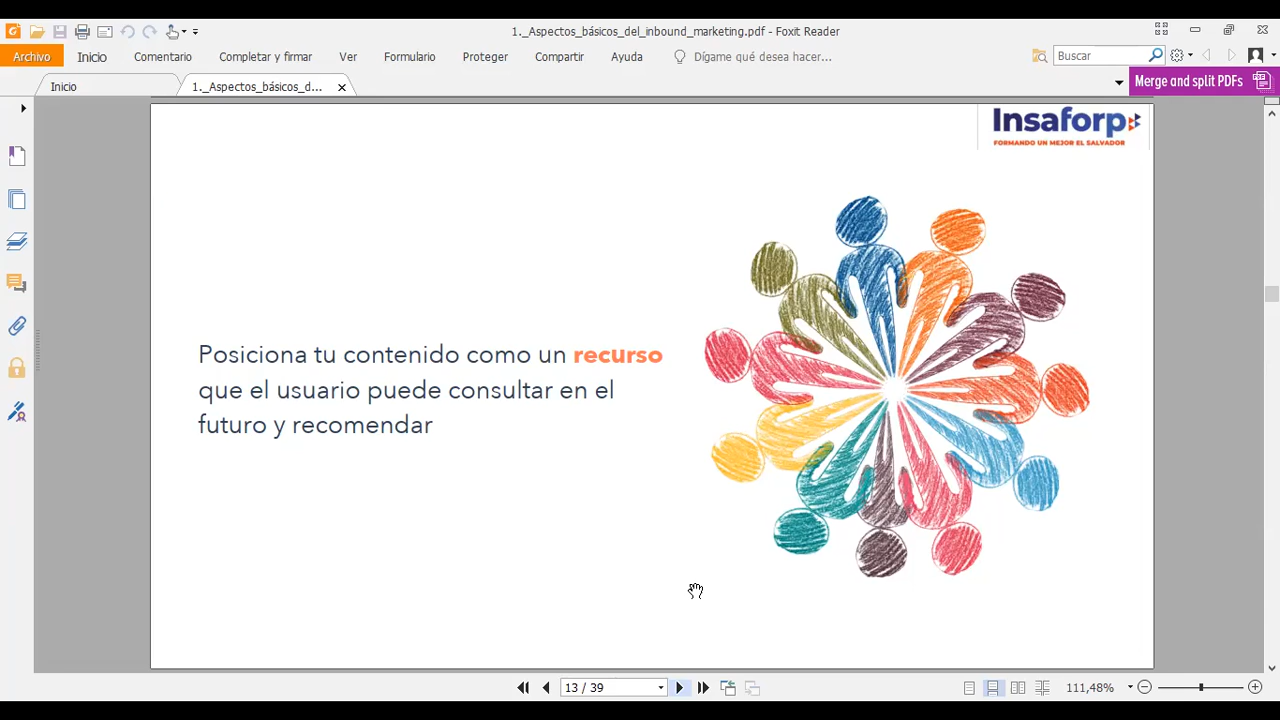 1._Aspectos_básicos_del_inbound_marketing.pdf - Foxit Reader
Archivo Inicio Comentario Completar y firmar Ver Formulario Proteger Compartir Ayuda Dígame qué desea hacer... Buscar
Inicio 1._Aspectos_básicos_d... Merge and split PDFs
Insaforp
FORMANDO UN MEJOR EL SALVADOR
Posiciona tu contenido como un recurso
que el usuario puede consultar en el
futuro y recomendar
13 / 39 111,48%